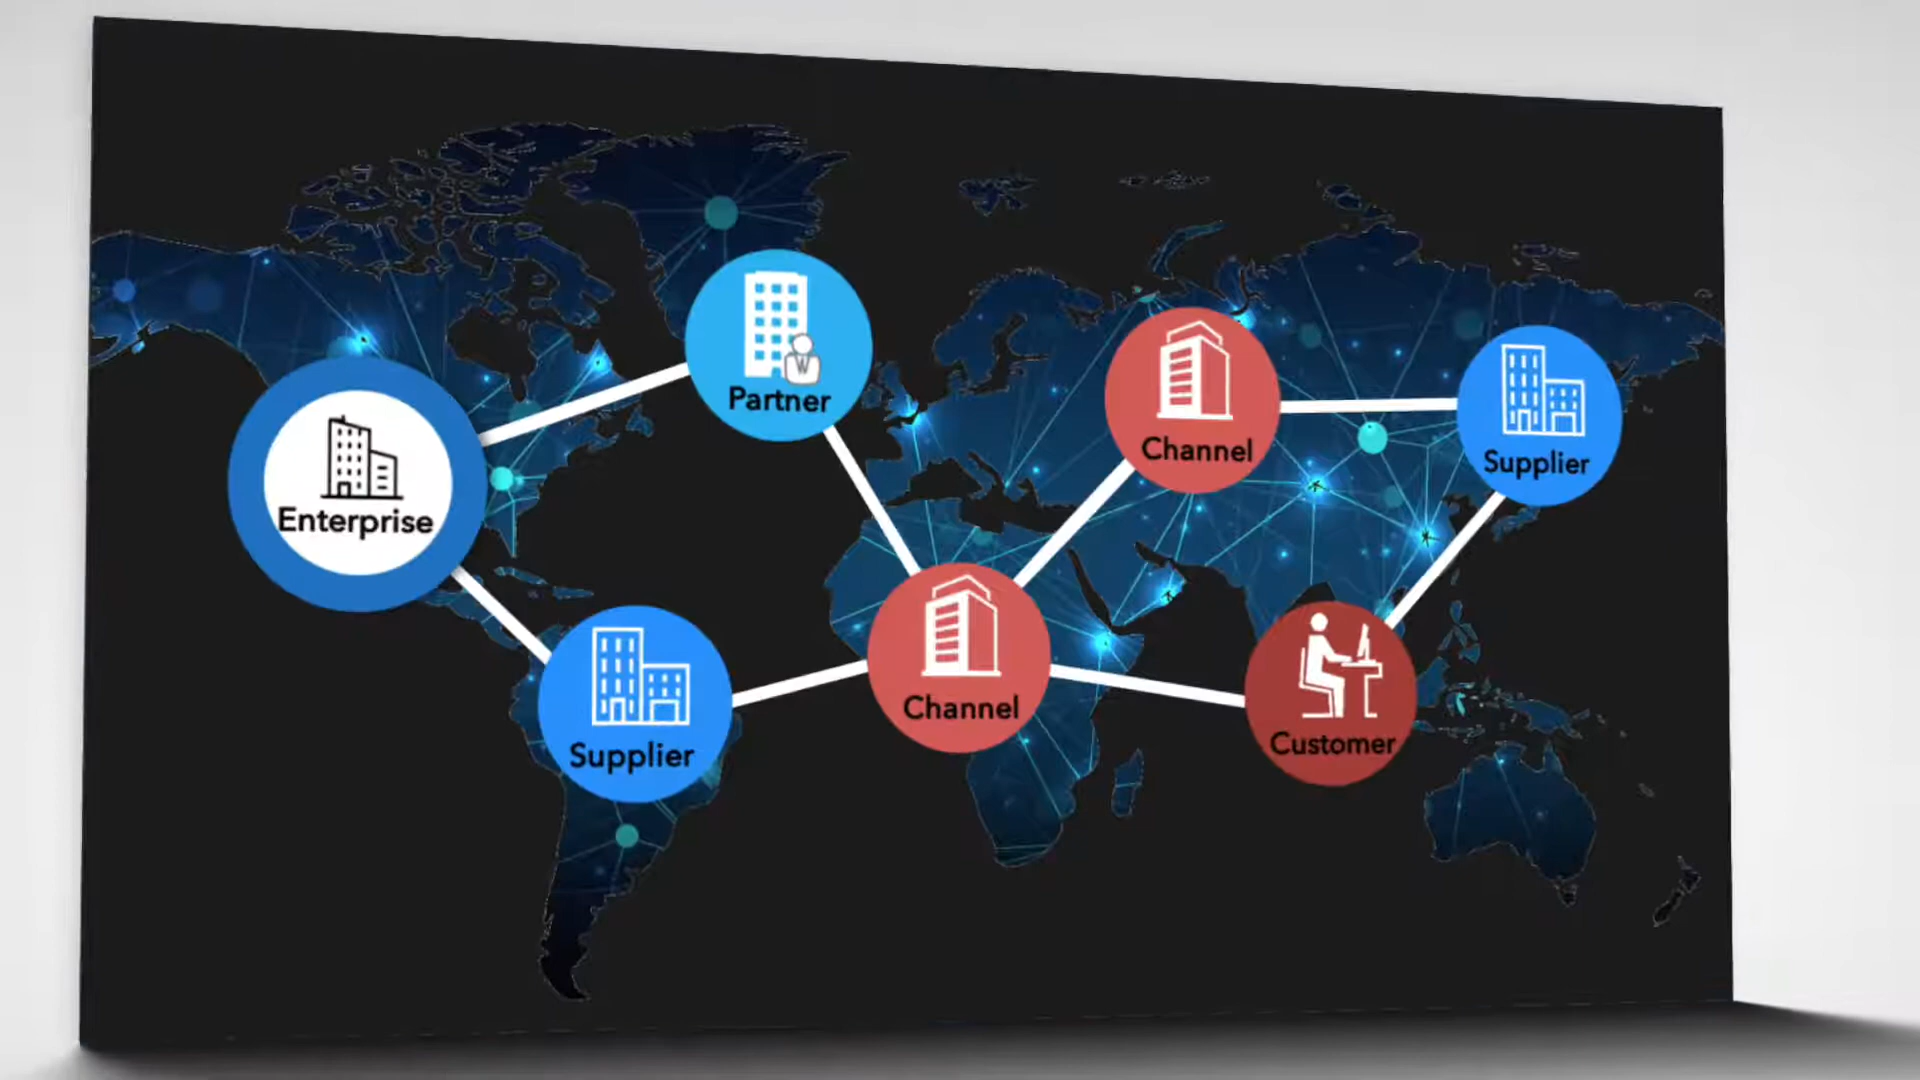 Partner
Enterprise
Channel
Supplier
Supplier
Channel
Customer